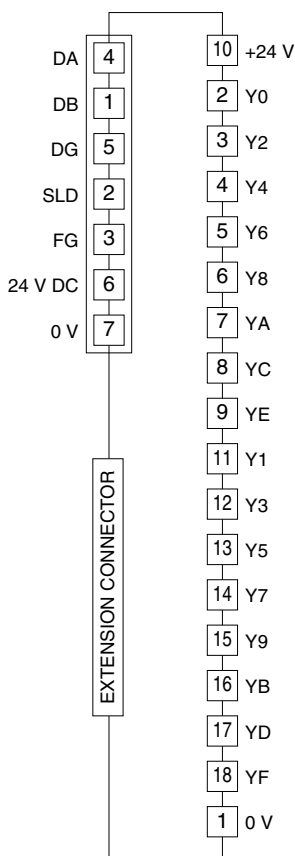 DA 4
DB 1
DG 5
SLD 2
FG 3
24 V DC 6
0 V 7
EXTENSION CONNECTOR
10 +24 V
2 Y0
3 Y2
4 Y4
5 Y6
6 Y8
7 YA
8 YC
9 YE
11 Y1
12 Y3
13 Y5
14 Y7
15 Y9
16 YB
17 YD
18 YF
1 0 V